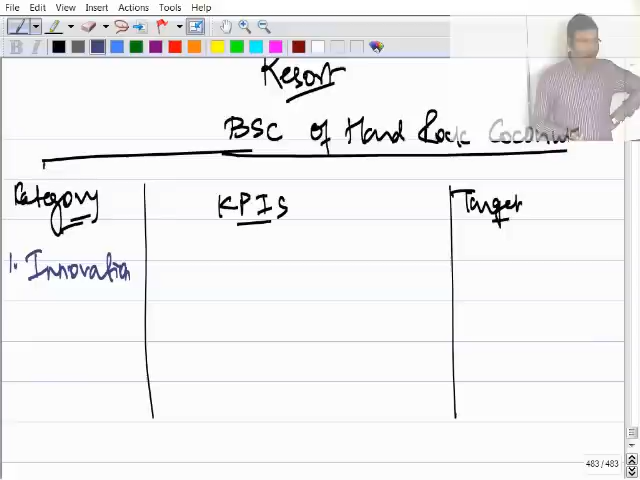 File Edit View Insert Actions Tools Help
B I U
Resort
BSC of Hard Rock Coconut
Category KPIS Target
1. Innovation
483 / 483